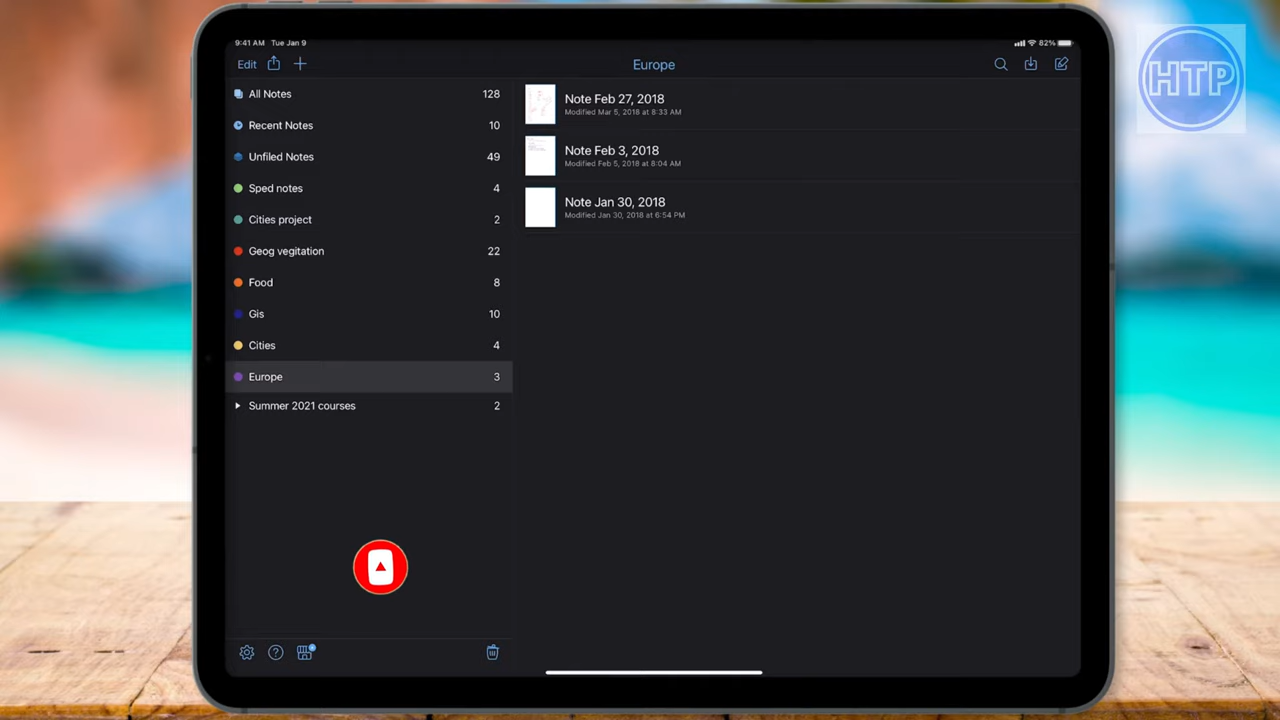 9:41 AM Tue Jan 9
82%
Edit
Europe
HTP
All Notes 128
Recent Notes 10
Unfiled Notes 49
Sped notes 4
Cities project 2
Geog vegitation 22
Food 8
Gis 10
Cities 4
Europe 3
Summer 2021 courses 2
Note Feb 27, 2018
Modified Mar 5, 2018 at 8:33 AM
Note Feb 3, 2018
Modified Feb 5, 2018 at 8:04 AM
Note Jan 30, 2018
Modified Jan 30, 2018 at 6:54 PM